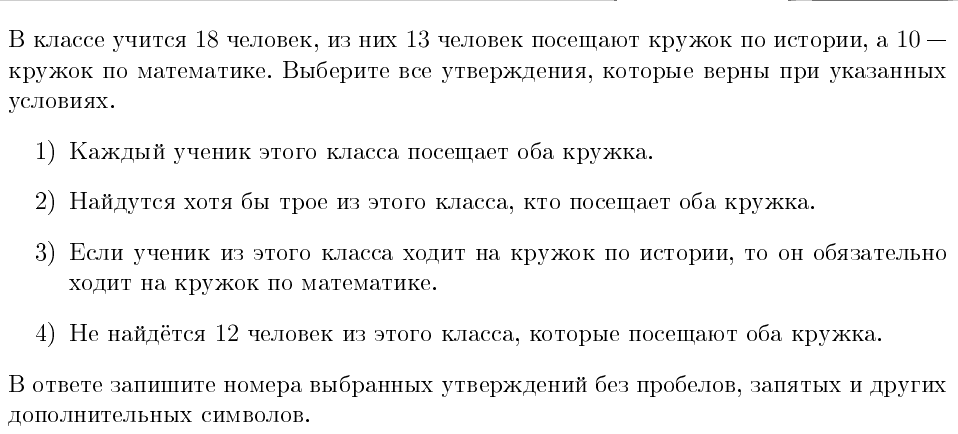 В классе учится 18 человек, из них 13 человек посещают кружок по истории, а 10 —
кружок по математике. Выберите все утверждения, которые верны при указанных
условиях.
1) Каждый ученик этого класса посещает оба кружка.
2) Найдутся хотя бы трое из этого класса, кто посещает оба кружка.
3) Если ученик из этого класса ходит на кружок по истории, то он обязательно
ходит на кружок по математике.
4) Не найдётся 12 человек из этого класса, которые посещают оба кружка.
В ответе запишите номера выбранных утверждений без пробелов, запятых и других
дополнительных символов.